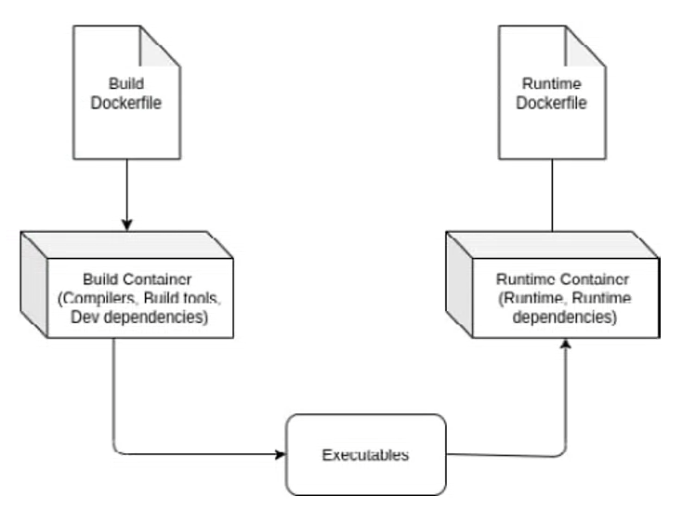 Build
Dockerfile
Runtime
Dockerfile
Build Container
(Compilers, Build tools,
Dev dependencies)
Runtime Container
(Runtime, Runtime
dependencies)
Executables